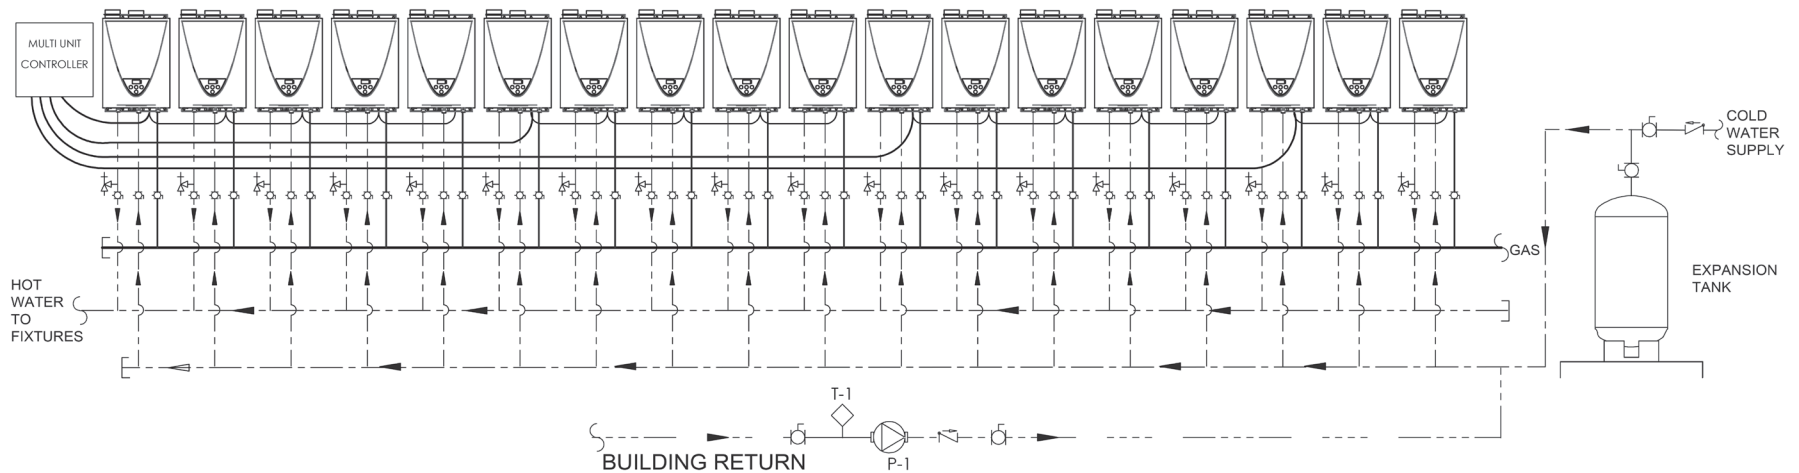 MULTI UNIT
CONTROLLER
COLD
WATER
SUPPLY
GAS
HOT
WATER
TO
FIXTURES
EXPANSION
TANK
T-1
BUILDING RETURN
P-1